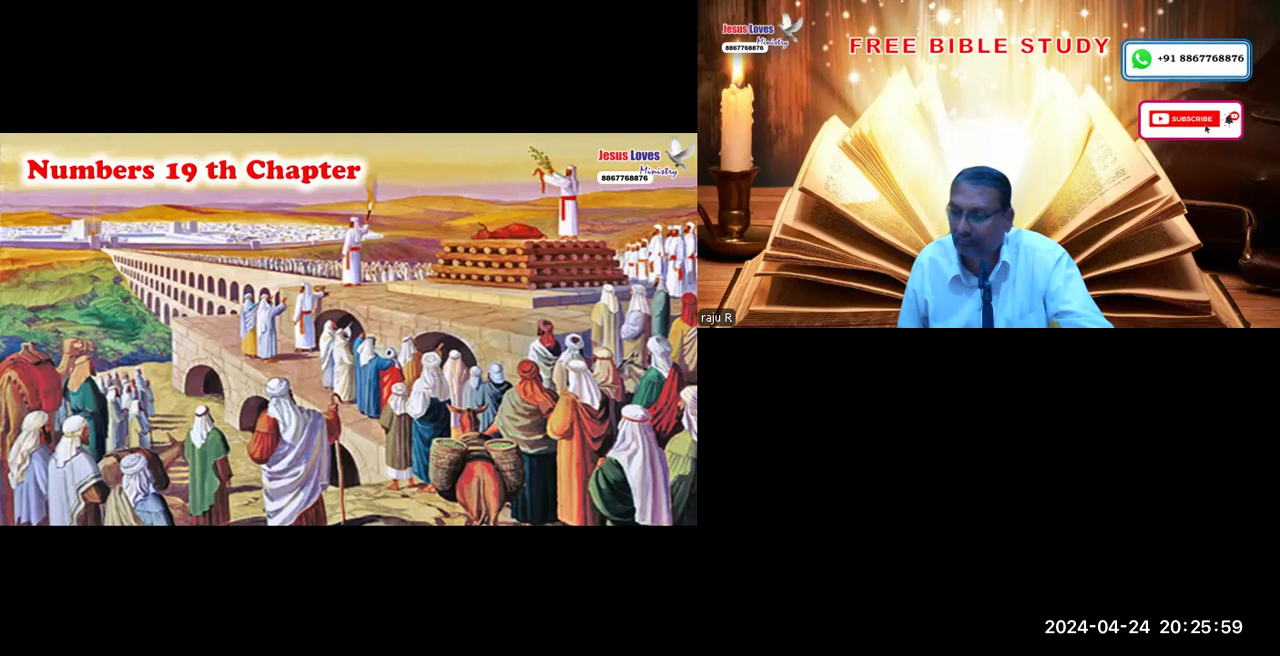 Numbers 19 th Chapter
Jesus Loves
Ministry
8867768876
Jesus Loves
Ministry
8867768876
FREE BIBLE STUDY
+91 8867768876
SUBSCRIBE
raju R
2024-04-24 20:25:59